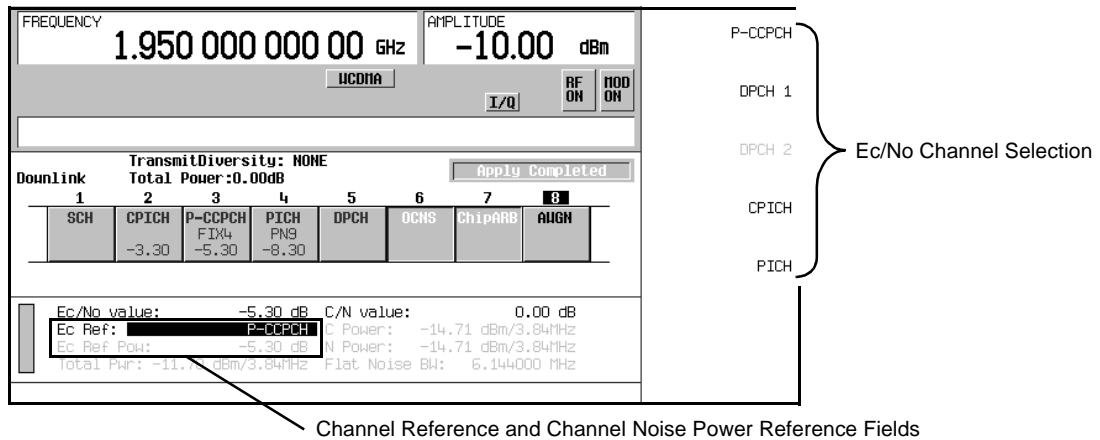 FREQUENCY
1.950 000 000 00 GHz
AMPLITUDE
-10.00 dBm
WCDMA
I/Q
RF ON
MOD ON
TransmitDiversity: NONE
Downlink Total Power:0.00dB
Apply Completed
1 2 3 4 5 6 7 8
SCH CPICH P-CCPCH PICH DPCH OCNS ChipARB AWGN
FIX4 PN9
-3.30 -5.30 -8.30
Ec/No value: -5.30 dB C/N value: 0.00 dB
Ec Ref: P-CCPCH C Power: -14.71 dBm/3.84MHz
Ec Ref Pow: -5.30 dB N Power: -14.71 dBm/3.84MHz
Total Pwr: dBm/3.84MHz Flat Noise BW: 6.144000 MHz
P-CCPCH
DPCH 1
DPCH 2
CPICH
PICH
Ec/No Channel Selection
Channel Reference and Channel Noise Power Reference Fields